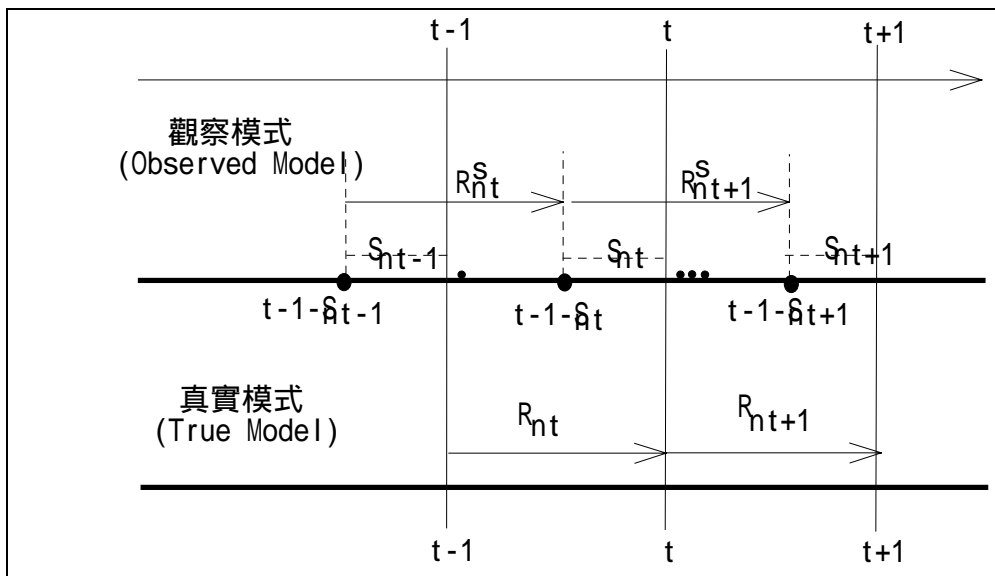 t-1 t t+1
觀察模式
(Observed Model)
R^S_nt R^S_nt+1
S_nt-1 S_nt S_nt+1
t-1-S_nt-1 t-1-S_nt t-1-S_nt+1
真實模式
(True Model)
R_nt R_nt+1
t-1 t t+1